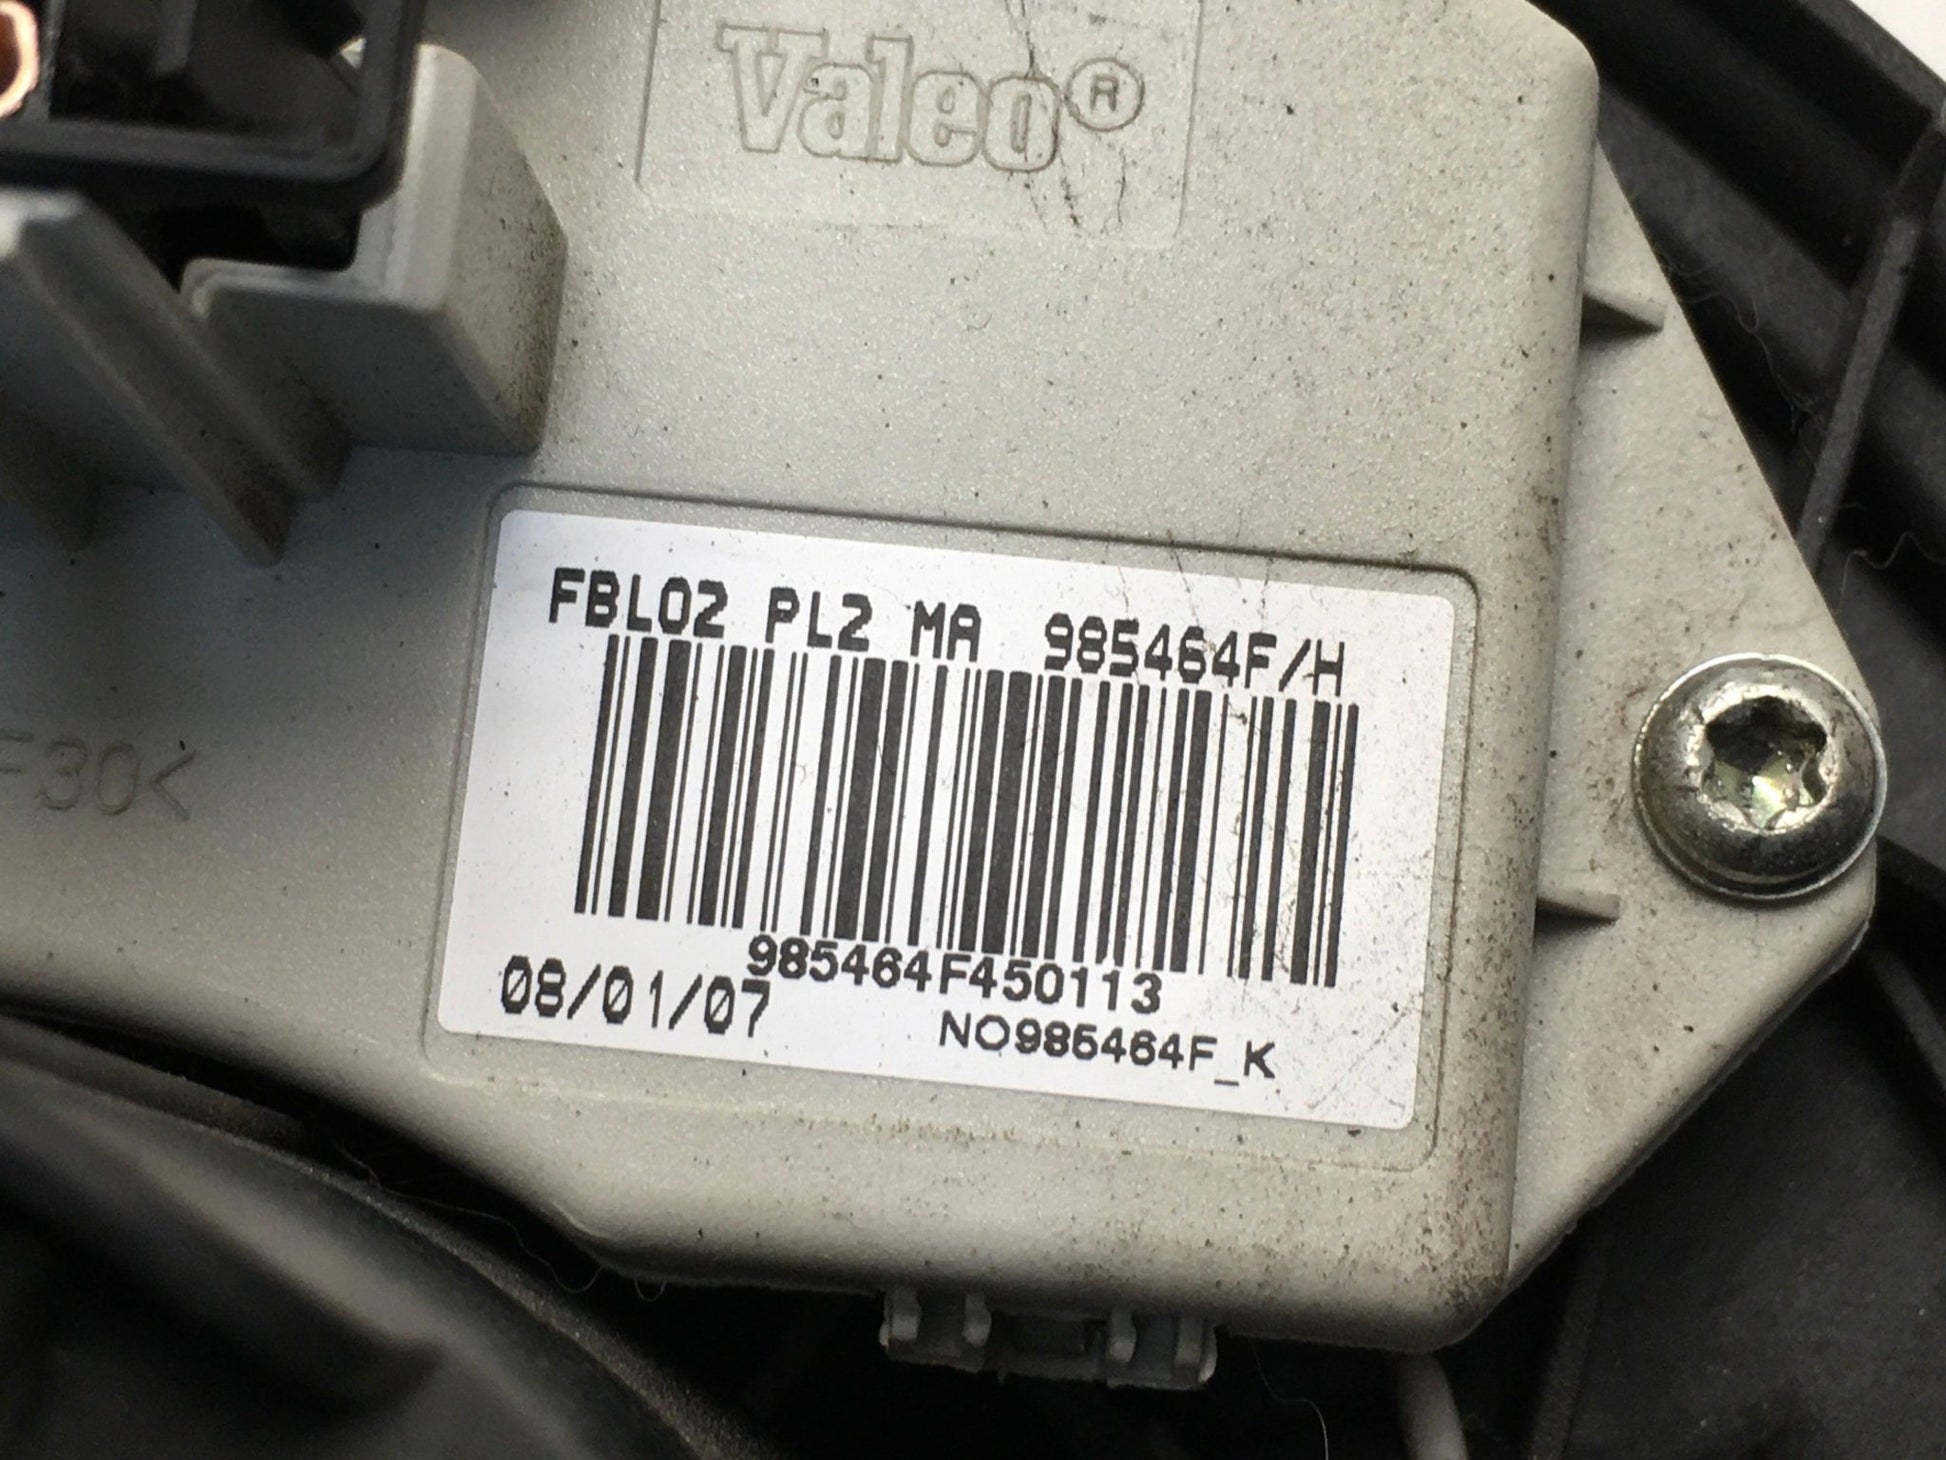 Valeo®
FBL02 PL2 MA 985464F/H
985464F450113
08/01/07
NO985464F_K
F30<